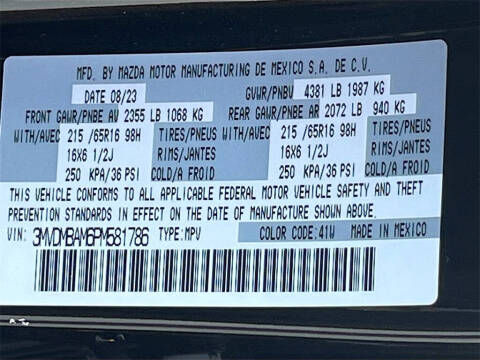 MFD. BY MAZDA MOTOR MANUFACTURING DE MEXICO S.A. DE C.V.
DATE 08/23 GVWR/PNBV 4381 LB 1987 KG
FRONT GAWR/PNBE AV 2355 LB 1068 KG REAR GAWR/PNBE AR 2072 LB 940 KG
WITH/AVEC 215 /65R16 98H TIRES/PNEUS WITH/AVEC 215 /65R16 98H TIRES/PNEUS
16X6 1/2J RIMS/JANTES 16X6 1/2J RIMS/JANTES
250 KPA/36 PSI COLD/A FROID 250 KPA/36 PSI COLD/A FROID
THIS VEHICLE CONFORMS TO ALL APPLICABLE FEDERAL MOTOR VEHICLE SAFETY AND THEFT
PREVENTION STANDARDS IN EFFECT ON THE DATE OF MANUFACTURE SHOWN ABOVE.
VIN: 3MVDMBAM6PM581786 TYPE:MPV COLOR CODE:41W MADE IN MEXICO